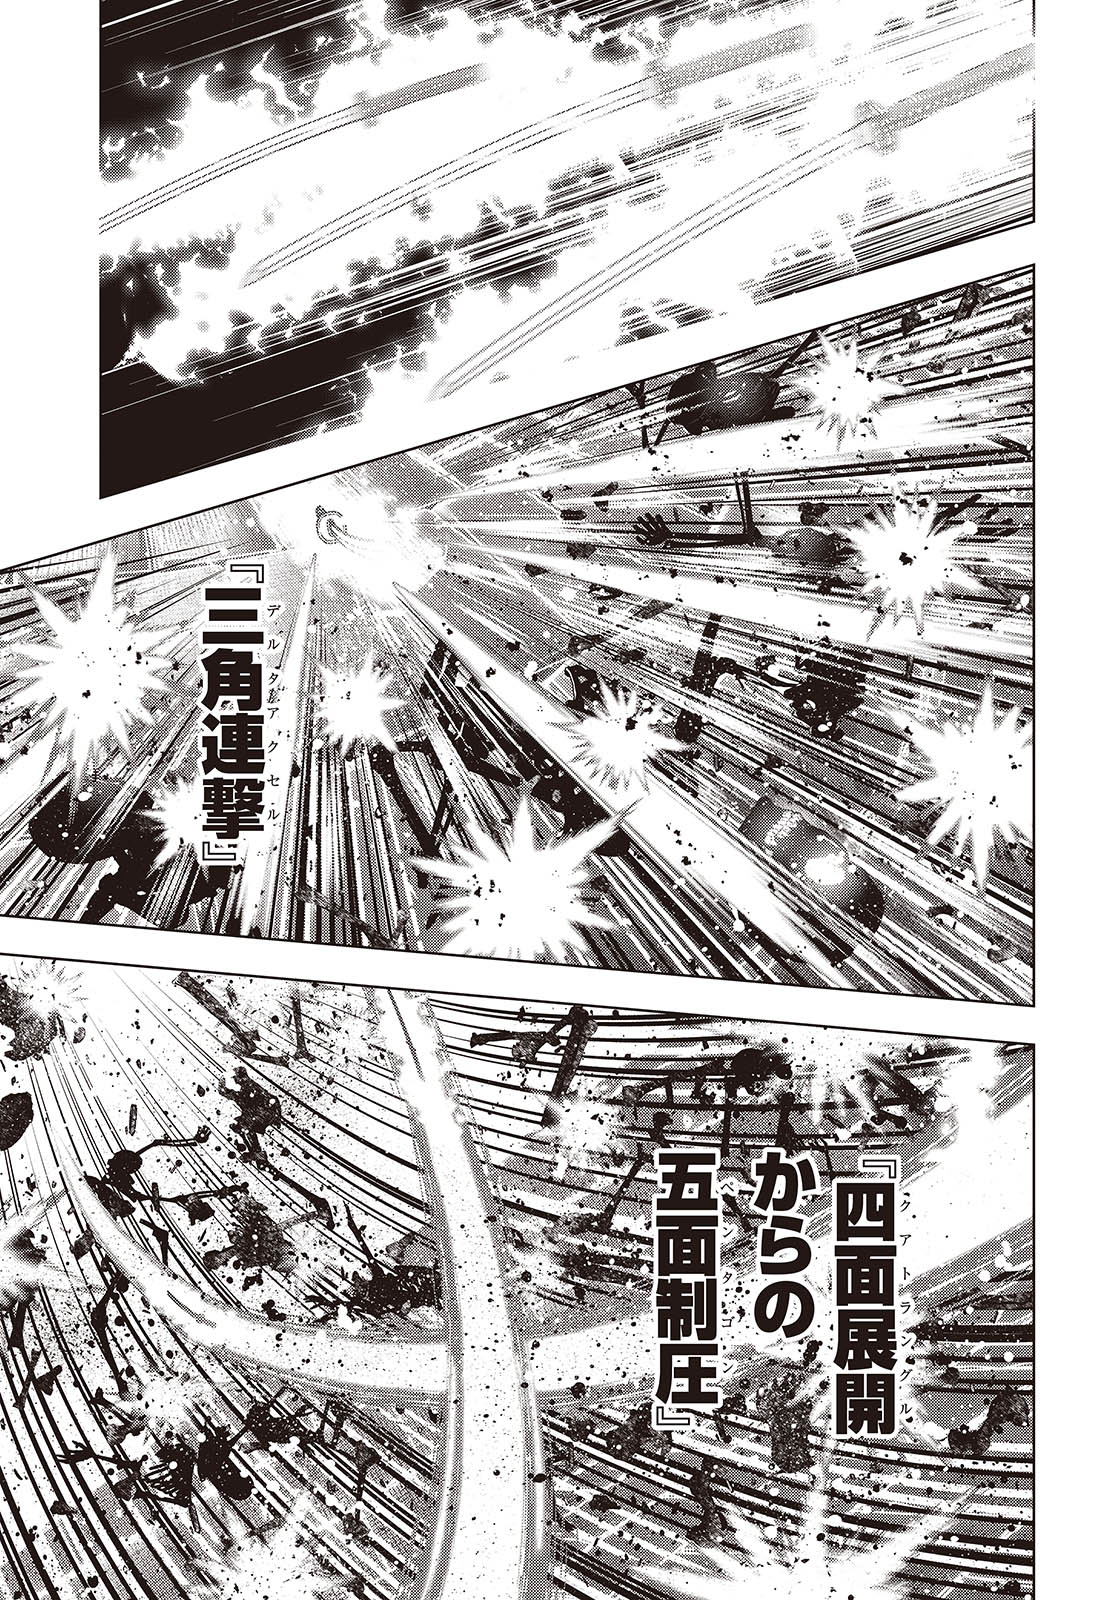 『三角連撃』
デルタアクセル
『四面展開
クアトラングル
からの
五面制圧』
ペンタゴン